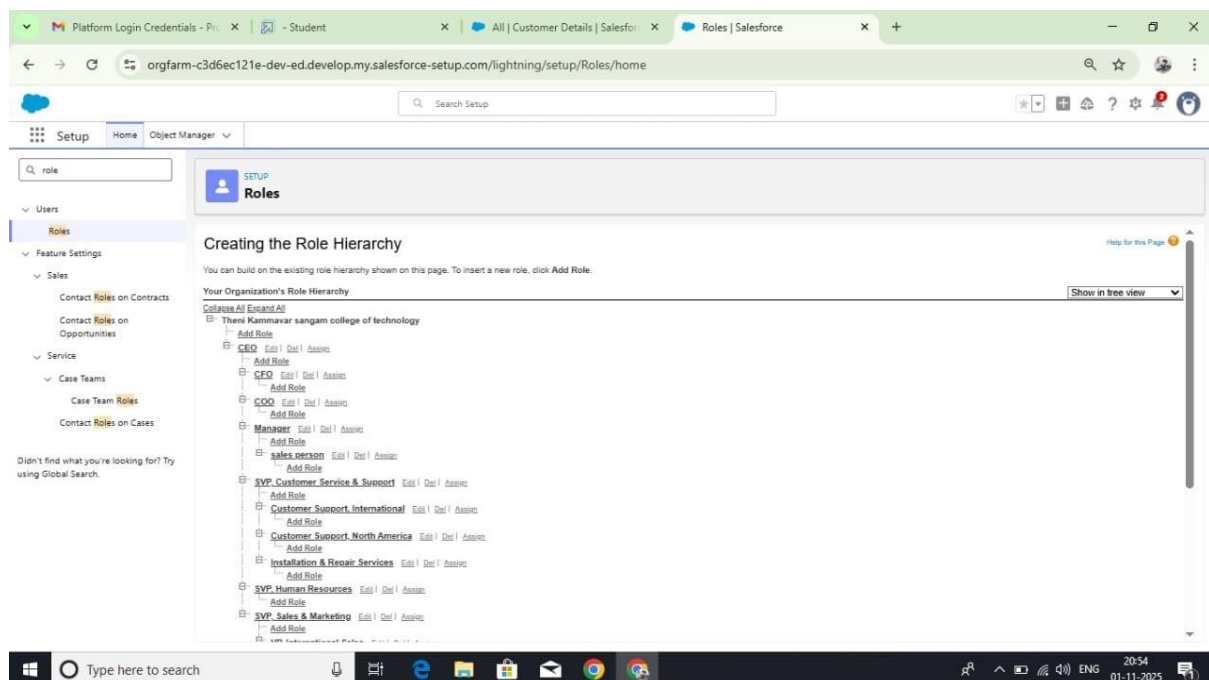 Platform Login Credentials - Pr
- Student
All | Customer Details | Salesfor
Roles | Salesforce
orgfarm-c3d6ec121e-dev-ed.develop.my.salesforce-setup.com/lightning/setup/Roles/home
Search Setup
Setup
Home
Object Manager
role
Users
Roles
Feature Settings
Sales
Contact Roles on Contracts
Contact Roles on
Opportunities
Service
Case Teams
Case Team Roles
Contact Roles on Cases
Didn't find what you're looking for? Try
using Global Search.
SETUP
Roles
Creating the Role Hierarchy
Help for this Page
You can build on the existing role hierarchy shown on this page. To insert a new role, click Add Role.
Your Organization's Role Hierarchy
Show in tree view
Collapse All Expand All
Theni Kammavar sangam college of technology
Add Role
CEO Edit | Del | Assign
Add Role
CFO Edit | Del | Assign
Add Role
COO Edit | Del | Assign
Add Role
Manager Edit | Del | Assign
Add Role
sales person Edit | Del | Assign
Add Role
SVP, Customer Service & Support Edit | Del | Assign
Add Role
Customer Support, International Edit | Del | Assign
Add Role
Customer Support, North America Edit | Del | Assign
Add Role
Installation & Repair Services Edit | Del | Assign
Add Role
SVP, Human Resources Edit | Del | Assign
Add Role
SVP, Sales & Marketing Edit | Del | Assign
Add Role
VP, International Sales
Type here to search
ENG
20:54
01-11-2025